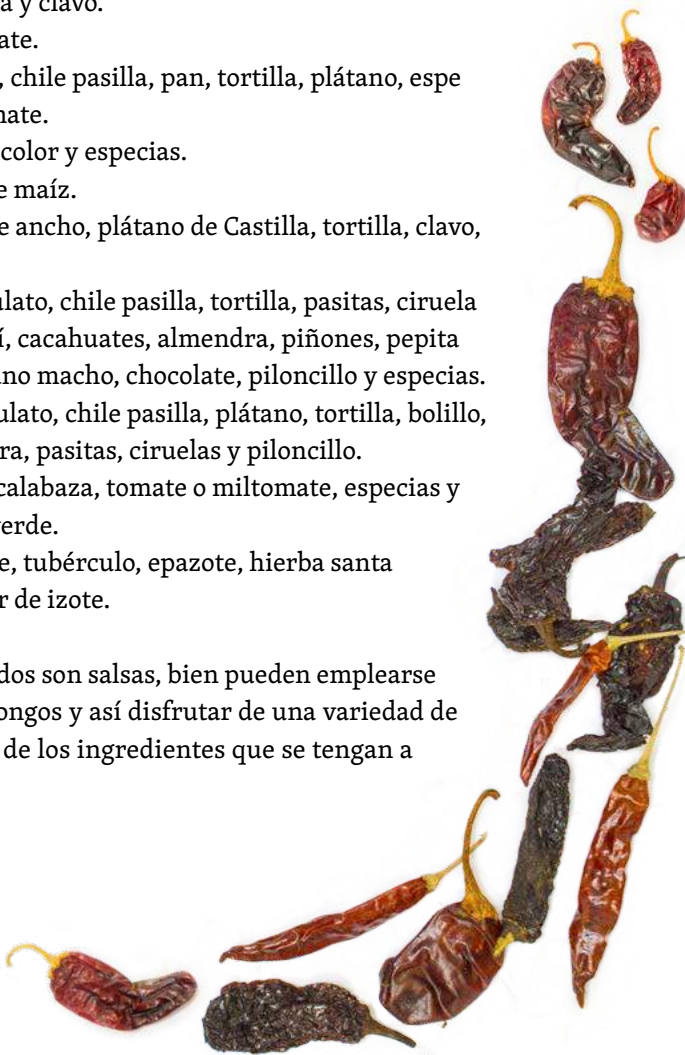 a y clavo.
ate.
, chile pasilla, pan, tortilla, plátano, espe
nate.
color y especias.
e maíz.
e ancho, plátano de Castilla, tortilla, clavo,
ulato, chile pasilla, tortilla, pasitas, ciruela
í, cacahuates, almendra, piñones, pepita
no macho, chocolate, piloncillo y especias.
ulato, chile pasilla, plátano, tortilla, bolillo,
ra, pasitas, ciruelas y piloncillo.
calabaza, tomate o miltomate, especias y
verde.
e, tubérculo, epazote, hierba santa
r de izote.
dos son salsas, bien pueden emplearse
ongos y así disfrutar de una variedad de
de los ingredientes que se tengan a